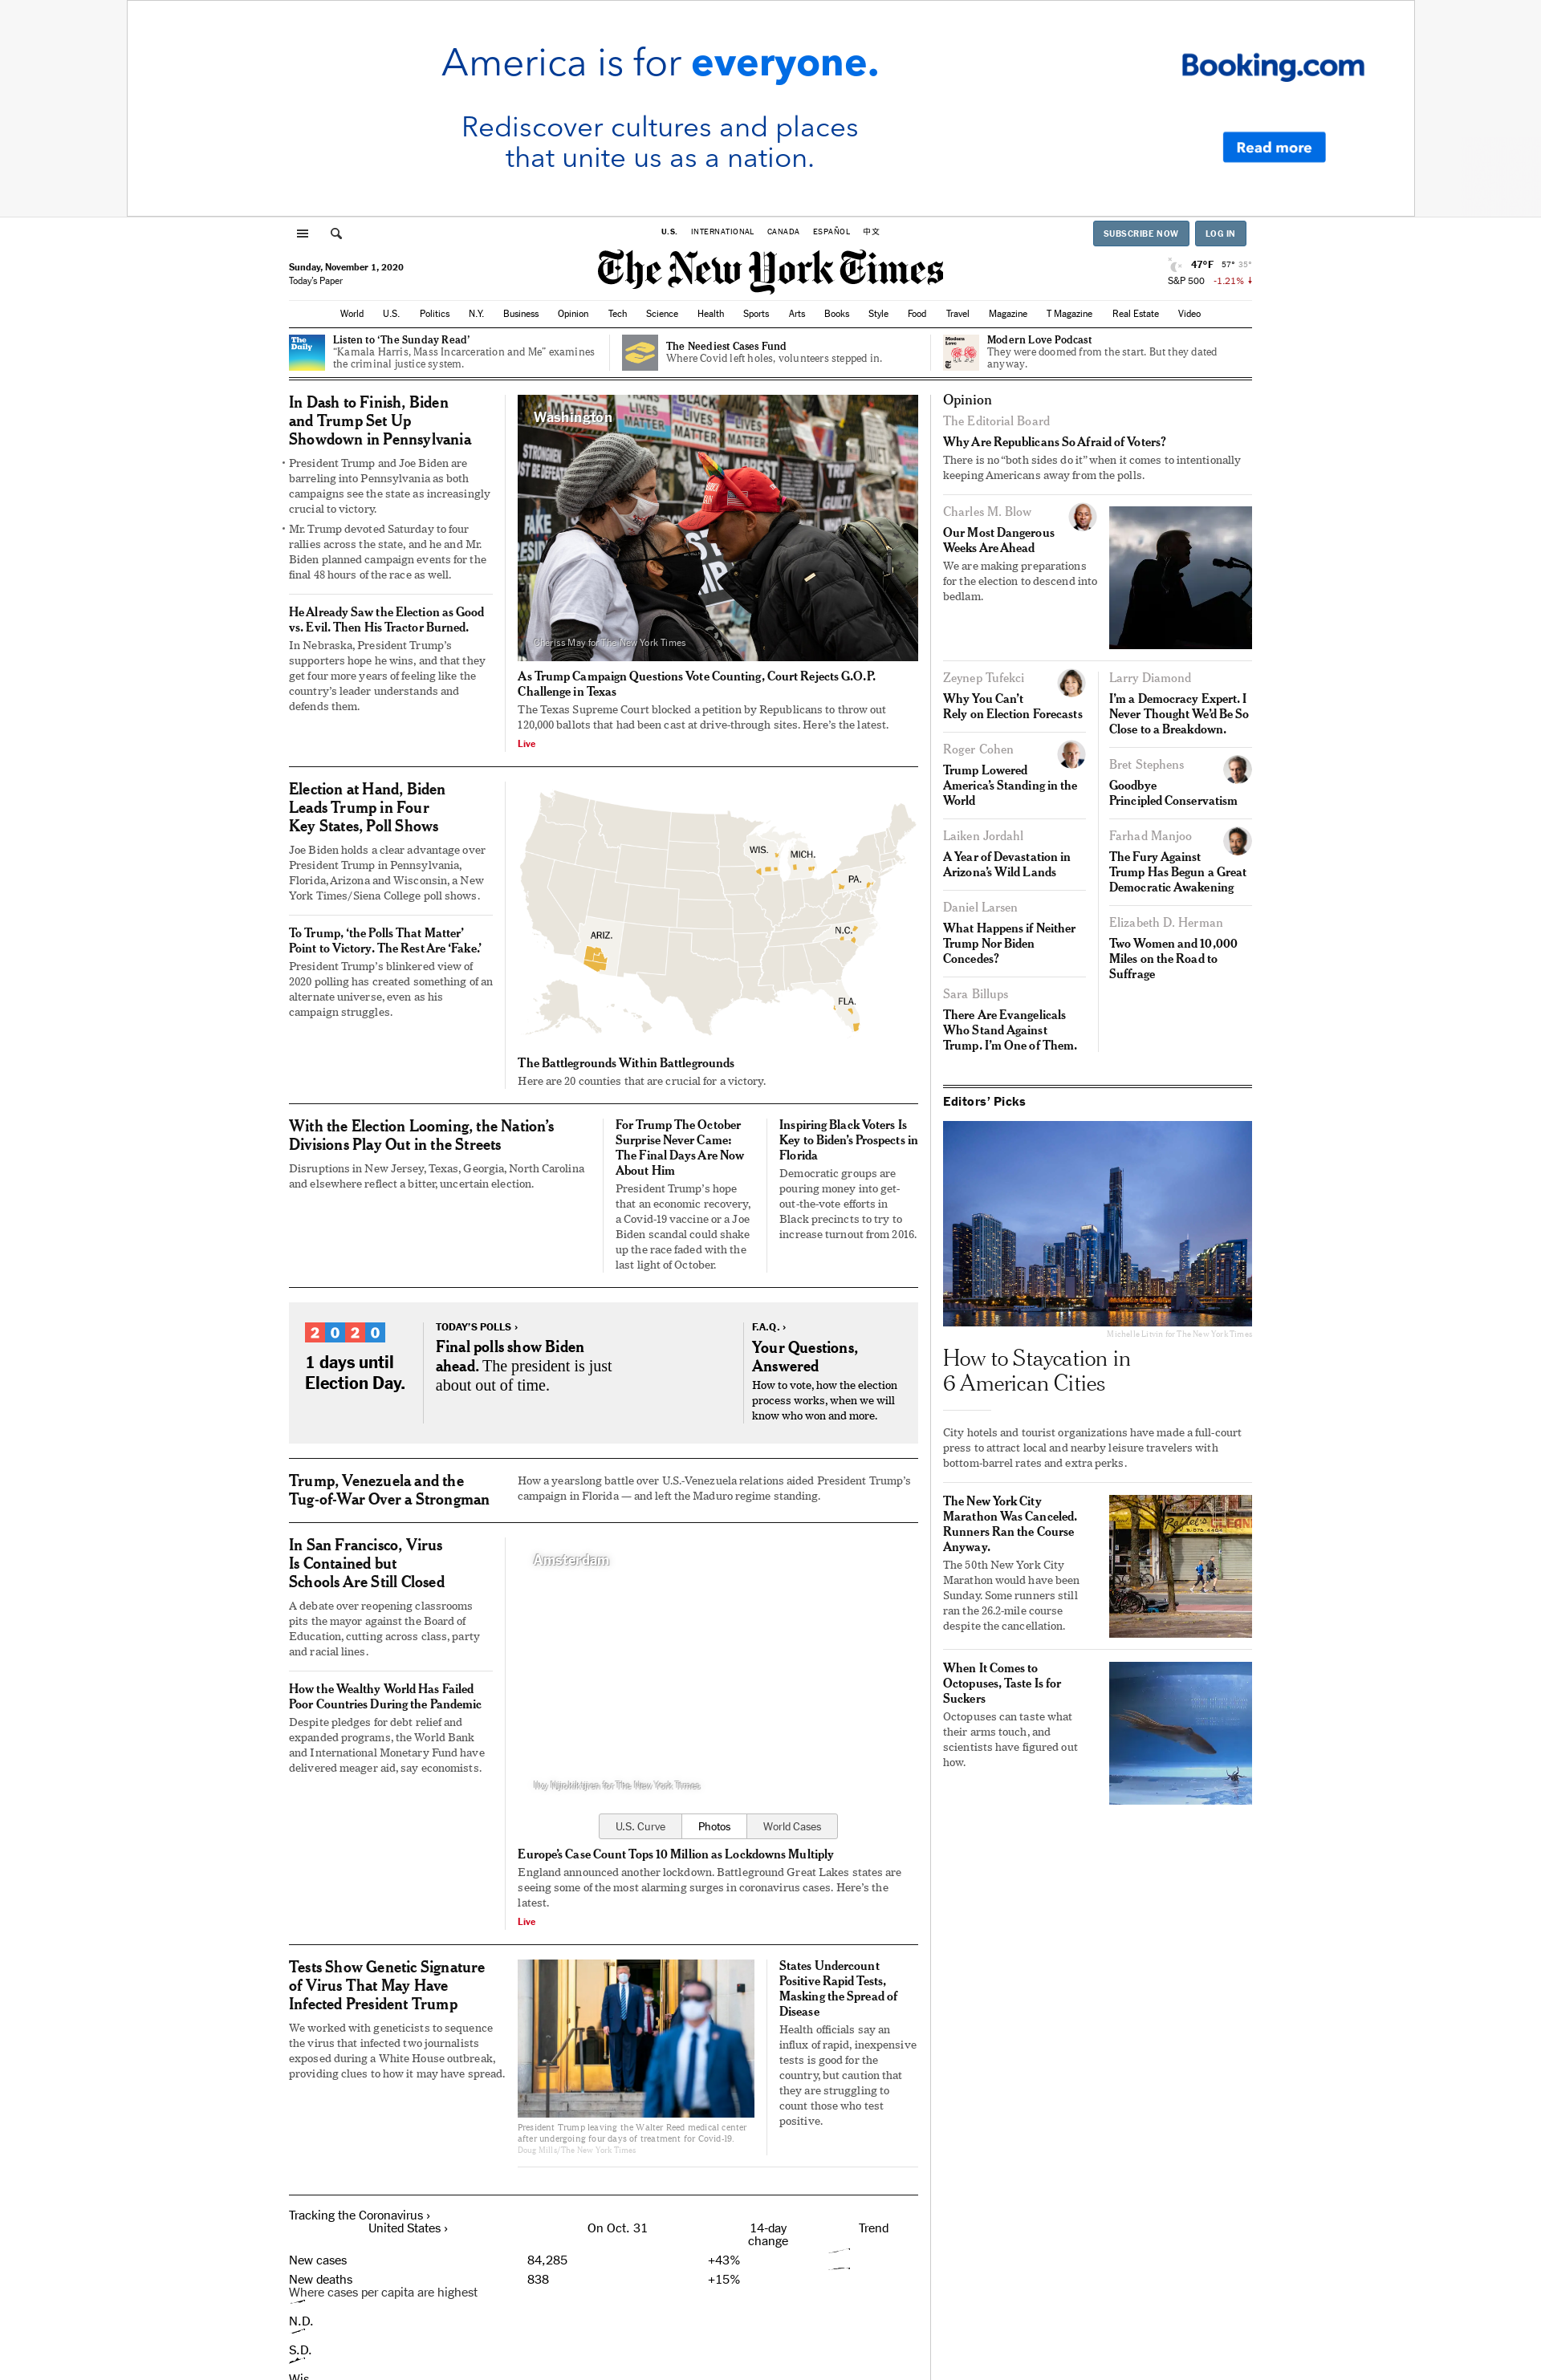 America is for everyone.
Rediscover cultures and places
that unite us as a nation.
Booking.com
Read more
U.S. INTERNATIONAL CANADA ESPAÑOL 中文
SUBSCRIBE NOW LOG IN
Sunday, November 1, 2020
Today's Paper
The New York Times
47°F 57° 35°
S&P 500 -1.21% ↓
World U.S. Politics N.Y. Business Opinion Tech Science Health Sports Arts Books Style Food Travel Magazine T Magazine Real Estate Video
The
Daily
Listen to ‘The Sunday Read’
“Kamala Harris, Mass Incarceration and Me” examines
the criminal justice system.
The Neediest Cases Fund
Where Covid left holes, volunteers stepped in.
Modern
Love
Modern Love Podcast
They were doomed from the start. But they dated
anyway.
In Dash to Finish, Biden
and Trump Set Up
Showdown in Pennsylvania
• President Trump and Joe Biden are
barreling into Pennsylvania as both
campaigns see the state as increasingly
crucial to victory.
• Mr. Trump devoted Saturday to four
rallies across the state, and he and Mr.
Biden planned campaign events for the
final 48 hours of the race as well.
He Already Saw the Election as Good
vs. Evil. Then His Tractor Burned.
In Nebraska, President Trump’s
supporters hope he wins, and that they
get four more years of feeling like the
country’s leader understands and
defends them.
Washington
Cheriss May for The New York Times
As Trump Campaign Questions Vote Counting, Court Rejects G.O.P.
Challenge in Texas
The Texas Supreme Court blocked a petition by Republicans to throw out
120,000 ballots that had been cast at drive-through sites. Here’s the latest.
Live
Election at Hand, Biden
Leads Trump in Four
Key States, Poll Shows
Joe Biden holds a clear advantage over
President Trump in Pennsylvania,
Florida, Arizona and Wisconsin, a New
York Times/Siena College poll shows.
To Trump, ‘the Polls That Matter’
Point to Victory. The Rest Are ‘Fake.’
President Trump’s blinkered view of
2020 polling has created something of an
alternate universe, even as his
campaign struggles.
WIS.
MICH.
PA.
ARIZ.
N.C.
FLA.
The Battlegrounds Within Battlegrounds
Here are 20 counties that are crucial for a victory.
With the Election Looming, the Nation’s
Divisions Play Out in the Streets
Disruptions in New Jersey, Texas, Georgia, North Carolina
and elsewhere reflect a bitter, uncertain election.
For Trump The October
Surprise Never Came:
The Final Days Are Now
About Him
President Trump’s hope
that an economic recovery,
a Covid-19 vaccine or a Joe
Biden scandal could shake
up the race faded with the
last light of October.
Inspiring Black Voters Is
Key to Biden’s Prospects in
Florida
Democratic groups are
pouring money into get-
out-the-vote efforts in
Black precincts to try to
increase turnout from 2016.
2020
1 days until
Election Day.
TODAY’S POLLS ›
Final polls show Biden
ahead. The president is just
about out of time.
F.A.Q. ›
Your Questions,
Answered
How to vote, how the election
process works, when we will
know who won and more.
Trump, Venezuela and the
Tug-of-War Over a Strongman
How a yearslong battle over U.S.-Venezuela relations aided President Trump’s
campaign in Florida — and left the Maduro regime standing.
In San Francisco, Virus
Is Contained but
Schools Are Still Closed
A debate over reopening classrooms
pits the mayor against the Board of
Education, cutting across class, party
and racial lines.
How the Wealthy World Has Failed
Poor Countries During the Pandemic
Despite pledges for debt relief and
expanded programs, the World Bank
and International Monetary Fund have
delivered meager aid, say economists.
Amsterdam
for The New York Times
U.S. Curve Photos World Cases
Europe’s Case Count Tops 10 Million as Lockdowns Multiply
England announced another lockdown. Battleground Great Lakes states are
seeing some of the most alarming surges in coronavirus cases. Here’s the
latest.
Live
Tests Show Genetic Signature
of Virus That May Have
Infected President Trump
We worked with geneticists to sequence
the virus that infected two journalists
exposed during a White House outbreak,
providing clues to how it may have spread.
President Trump leaving the Walter Reed medical center
after undergoing four days of treatment for Covid-19.
Doug Mills/The New York Times
States Undercount
Positive Rapid Tests,
Masking the Spread of
Disease
Health officials say an
influx of rapid, inexpensive
tests is good for the
country, but caution that
they are struggling to
count those who test
positive.
Tracking the Coronavirus ›
United States › On Oct. 31 14-day
change Trend
New cases 84,285 +43%
New deaths 838 +15%
Where cases per capita are highest
N.D.
S.D.
Wis.
Opinion
The Editorial Board
Why Are Republicans So Afraid of Voters?
There is no “both sides do it” when it comes to intentionally
keeping Americans away from the polls.
Charles M. Blow
Our Most Dangerous
Weeks Are Ahead
We are making preparations
for the election to descend into
bedlam.
Zeynep Tufekci
Why You Can’t
Rely on Election Forecasts
Roger Cohen
Trump Lowered
America’s Standing in the
World
Laiken Jordahl
A Year of Devastation in
Arizona’s Wild Lands
Daniel Larsen
What Happens if Neither
Trump Nor Biden
Concedes?
Sara Billups
There Are Evangelicals
Who Stand Against
Trump. I’m One of Them.
Larry Diamond
I’m a Democracy Expert. I
Never Thought We’d Be So
Close to a Breakdown.
Bret Stephens
Goodbye
Principled Conservatism
Farhad Manjoo
The Fury Against
Trump Has Begun a Great
Democratic Awakening
Elizabeth D. Herman
Two Women and 10,000
Miles on the Road to
Suffrage
Editors’ Picks
Michelle Litvin for The New York Times
How to Staycation in
6 American Cities
City hotels and tourist organizations have made a full-court
press to attract local and nearby leisure travelers with
bottom-barrel rates and extra perks.
The New York City
Marathon Was Canceled.
Runners Ran the Course
Anyway.
The 50th New York City
Marathon would have been
Sunday. Some runners still
ran the 26.2-mile course
despite the cancellation.
When It Comes to
Octopuses, Taste Is for
Suckers
Octopuses can taste what
their arms touch, and
scientists have figured out
how.